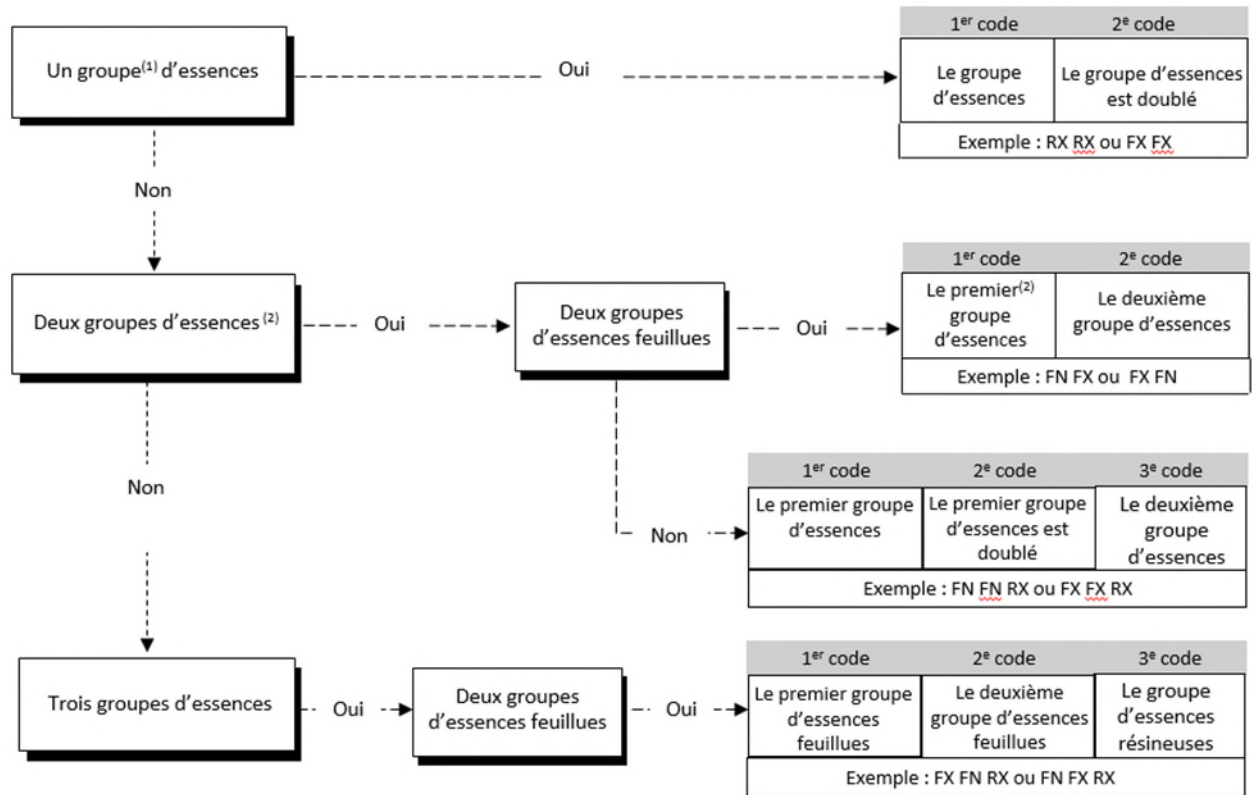 1er code 2e code
Un groupe(1) d'essences
Oui
Le groupe
d'essences
Le groupe d'essences
est doublé
Exemple : RX RX ou FX FX
Non
1er code 2e code
Deux groupes d'essences (2)
Oui
Deux groupes
d'essences feuillues
Oui
Le premier(2)
groupe
d'essences
Le deuxième
groupe d'essences
Exemple : FN FX ou FX FN
Non
1er code 2e code 3e code
Non
Le premier groupe
d'essences
Le premier groupe
d'essences est
doublé
Le deuxième
groupe
d'essences
Exemple : FN FN RX ou FX FX RX
1er code 2e code 3e code
Trois groupes d'essences
Oui
Deux groupes
d'essences feuillues
Oui
Le premier groupe
d'essences
feuillues
Le deuxième
groupe d'essences
feuillues
Le groupe
d'essences
résineuses
Exemple : FX FN RX ou FN FX RX